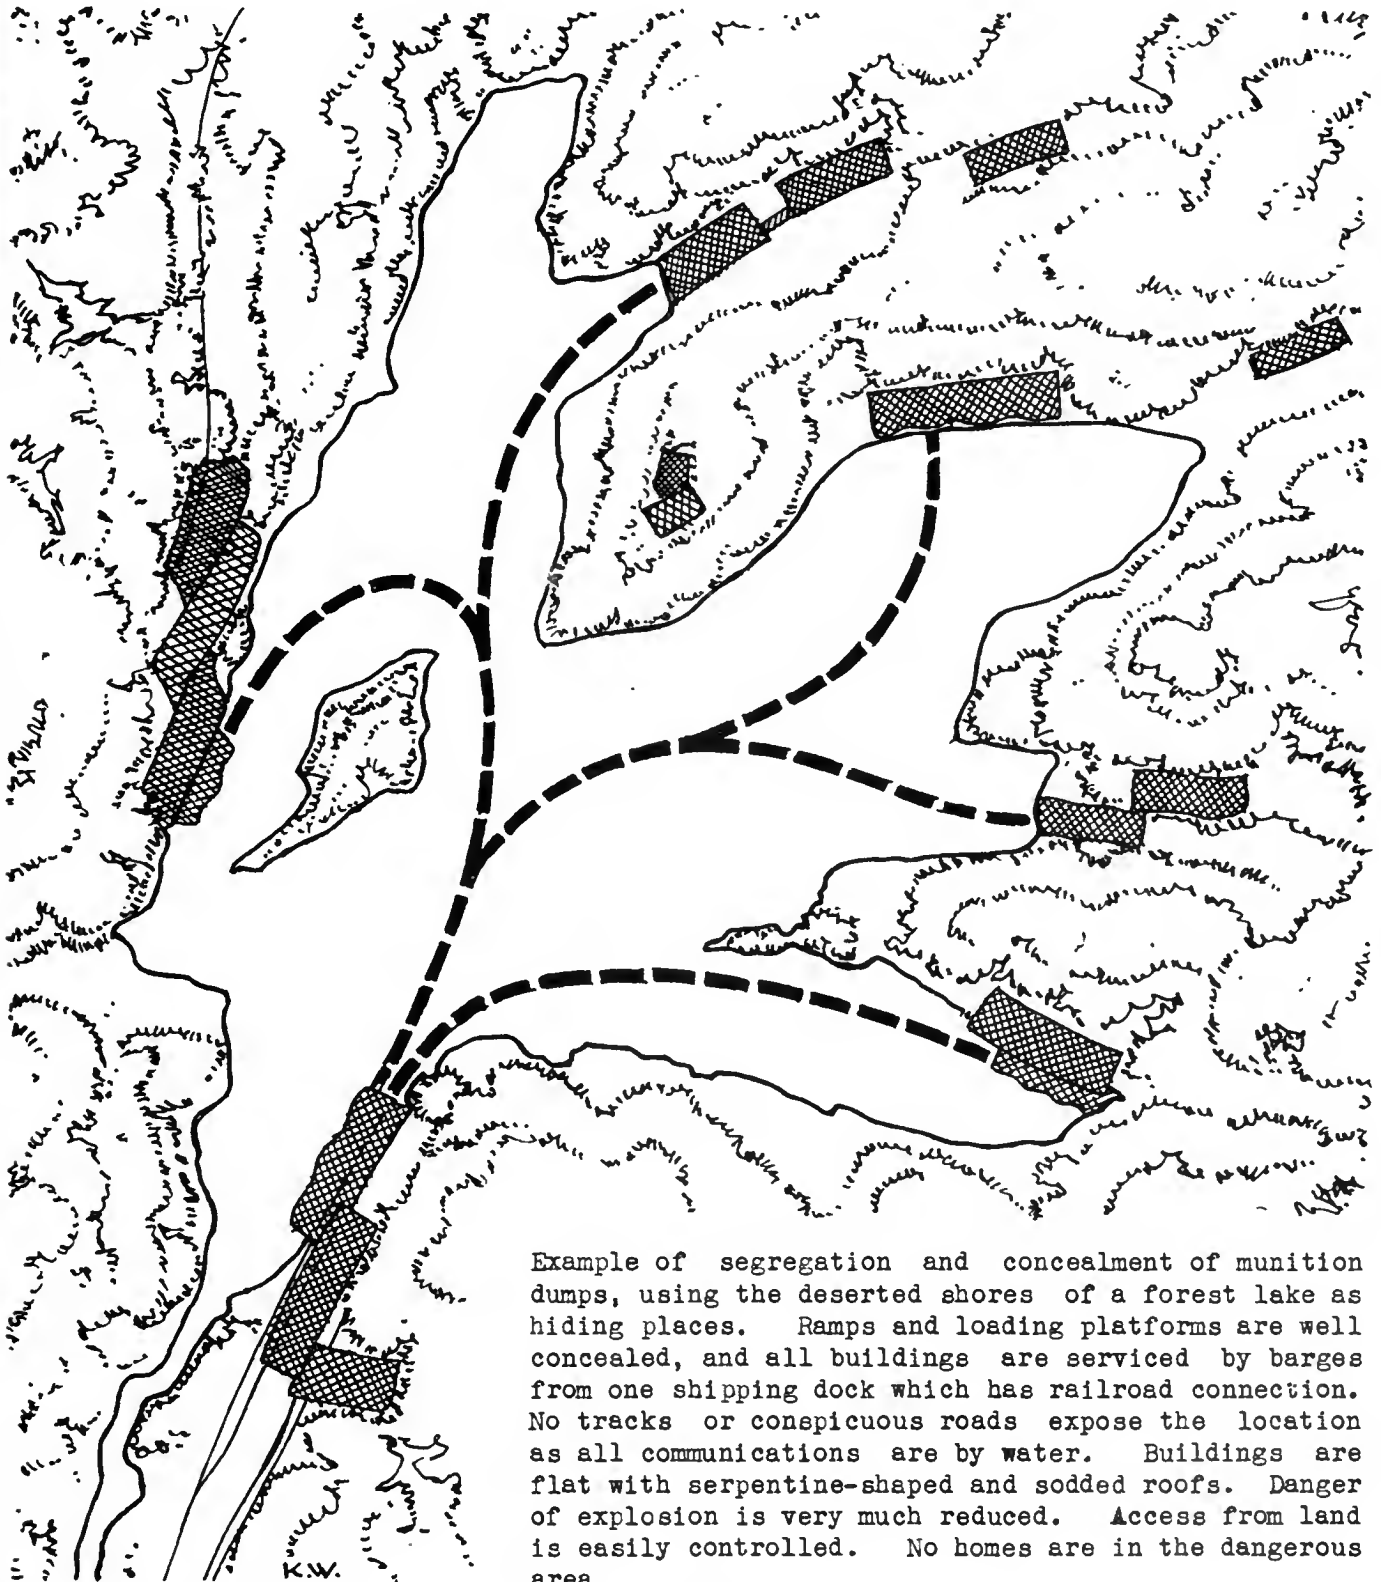 Example of segregation and concealment of munition
dumps, using the deserted shores of a forest lake as
hiding places. Ramps and loading platforms are well
concealed, and all buildings are serviced by barges
from one shipping dock which has railroad connection.
No tracks or conspicuous roads expose the location
as all communications are by water. Buildings are
flat with serpentine-shaped and sodded roofs. Danger
of explosion is very much reduced. Access from land
is easily controlled. No homes are in the dangerous
area
K.W.